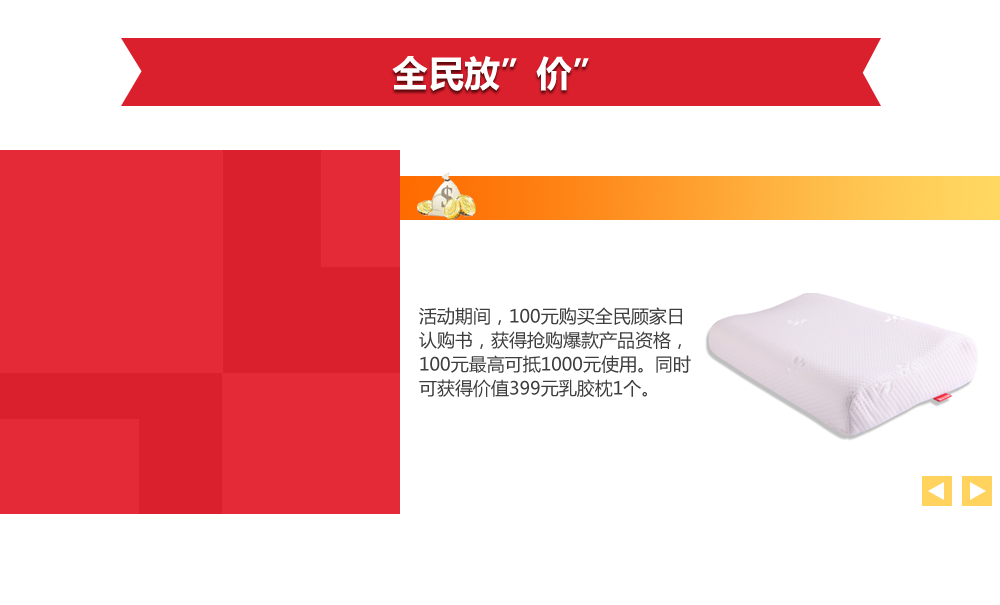 全民放”价”
活动期间，100元购买全民顾家日
认购书，获得抢购爆款产品资格，
100元最高可抵1000元使用。同时
可获得价值399元乳胶枕1个。